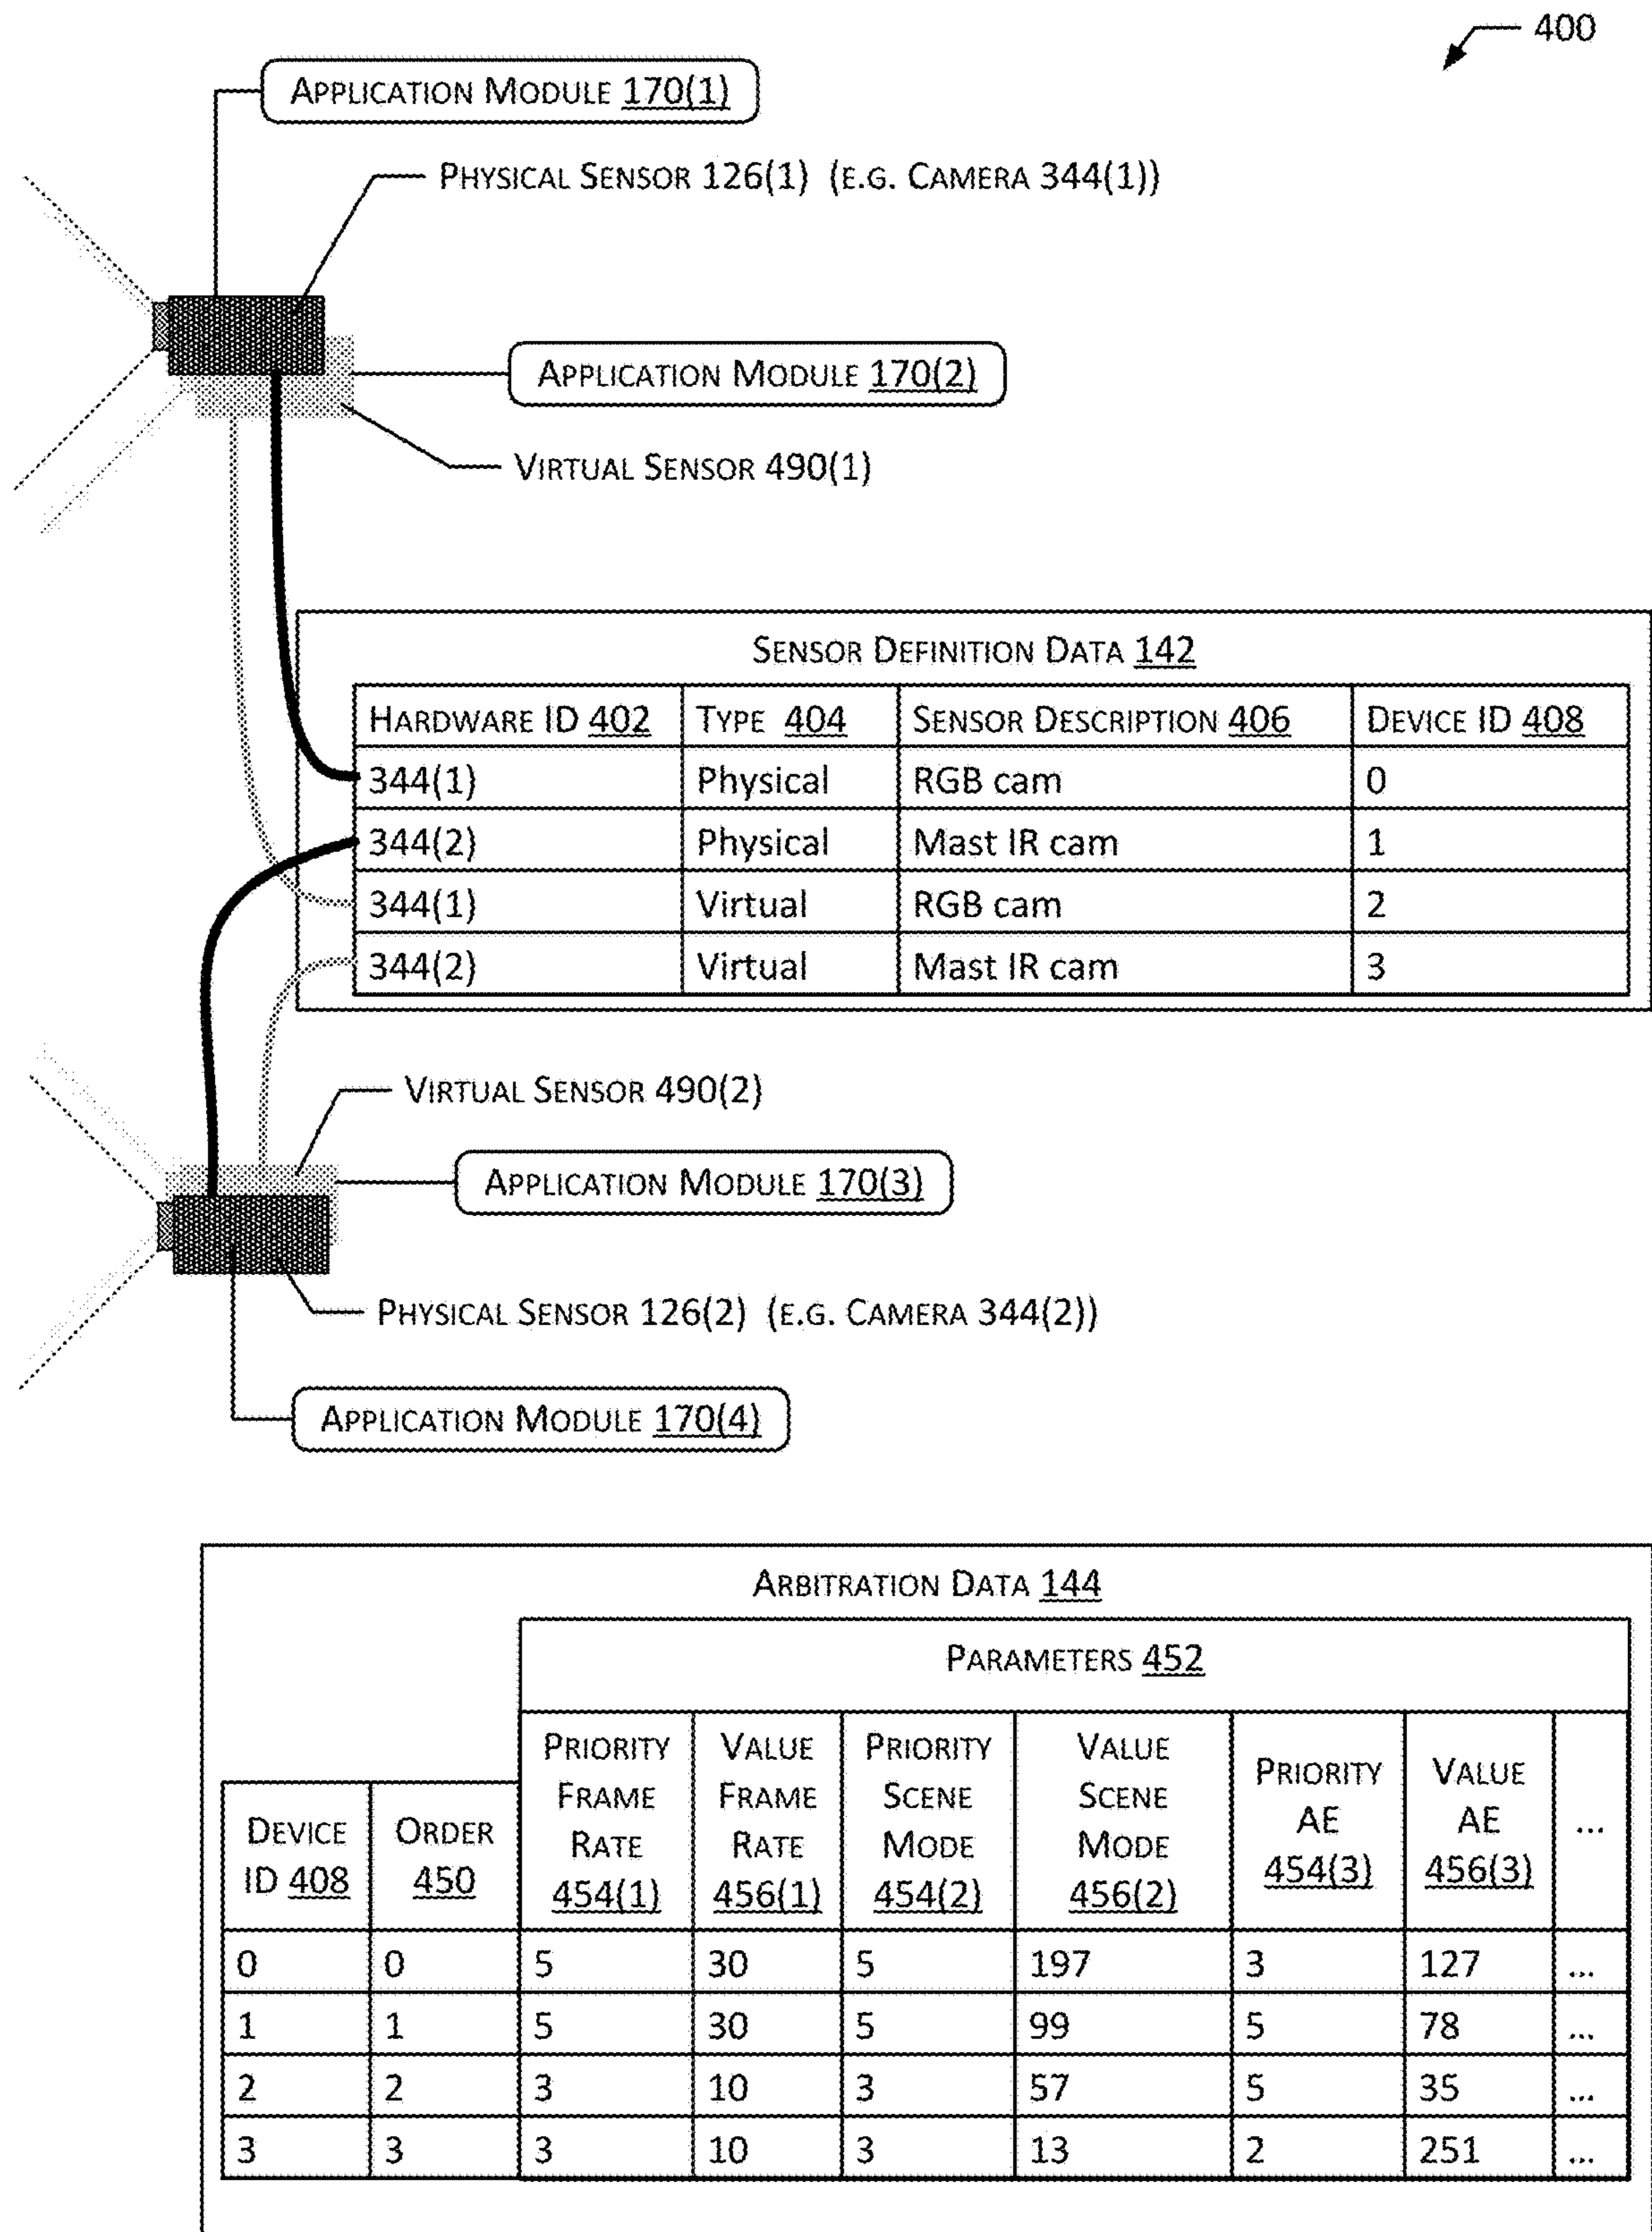 400
APPLICATION MODULE 170(1)
PHYSICAL SENSOR 126(1) (E.G. CAMERA 344(1))
APPLICATION MODULE 170(2)
VIRTUAL SENSOR 490(1)
SENSOR DEFINITION DATA 142
HARDWARE ID 402 TYPE 404 SENSOR DESCRIPTION 406 DEVICE ID 408
344(1) Physical RGB cam 0
344(2) Physical Mast IR cam 1
344(1) Virtual RGB cam 2
344(2) Virtual Mast IR cam 3
VIRTUAL SENSOR 490(2)
APPLICATION MODULE 170(3)
PHYSICAL SENSOR 126(2) (E.G. CAMERA 344(2))
APPLICATION MODULE 170(4)
ARBITRATION DATA 144
PARAMETERS 452
DEVICE
ID 408
ORDER
450
PRIORITY
FRAME
RATE
454(1)
VALUE
FRAME
RATE
456(1)
PRIORITY
SCENE
MODE
454(2)
VALUE
SCENE
MODE
456(2)
PRIORITY
AE
454(3)
VALUE
AE
456(3)
...
0 0 5 30 5 197 3 127 ...
1 1 5 30 5 99 5 78 ...
2 2 3 10 3 57 5 35 ...
3 3 3 10 3 13 2 251 ...